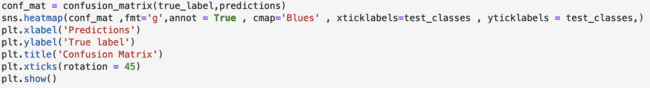 conf_mat = confusion_matrix(true_label,predictions)
sns.heatmap(conf_mat ,fmt='g',annot = True , cmap='Blues' , xticklabels=test_classes , yticklabels = test_classes,)
plt.xlabel('Predictions')
plt.ylabel('True label')
plt.title('Confusion Matrix')
plt.xticks(rotation = 45)
plt.show()